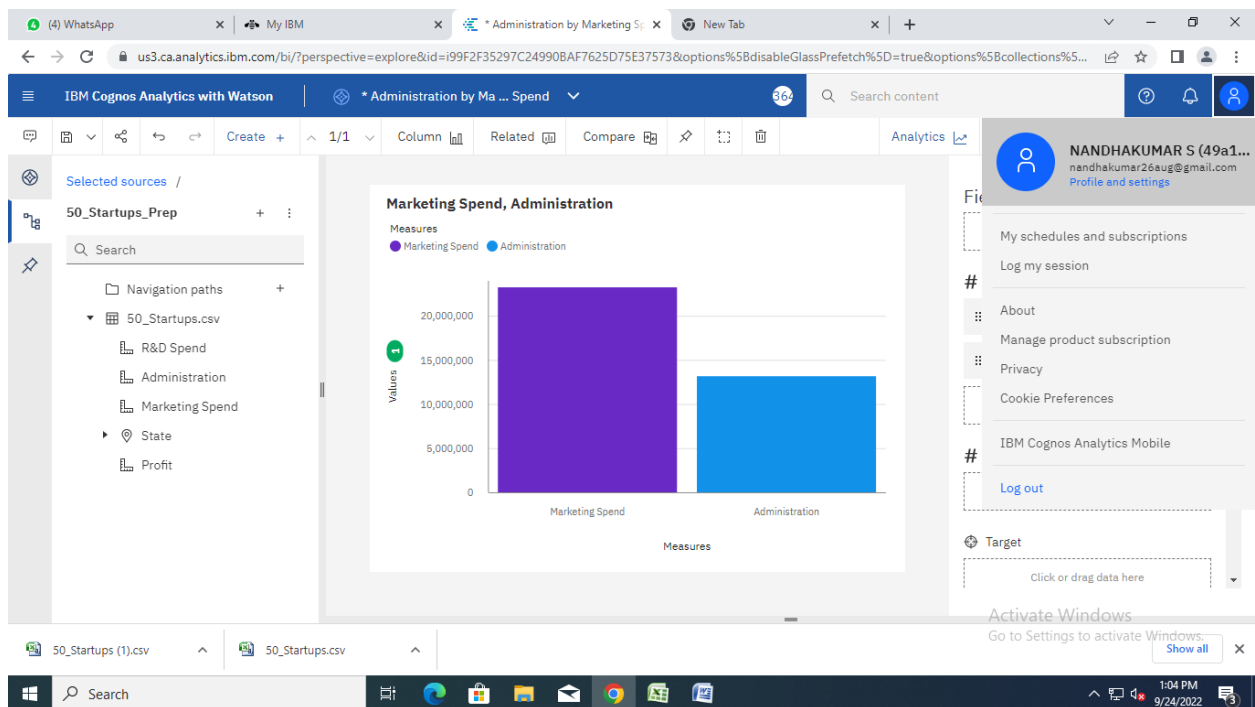 (4) WhatsApp
My IBM
* Administration by Marketing Sp
New Tab
us3.ca.analytics.ibm.com/bi/?perspective=explore&id=i99F2F35297C24990BAF7625D75E37573&options%5BdisableGlassPrefetch%5D=true&options%5Bcollections%5...
IBM Cognos Analytics with Watson
* Administration by Ma ... Spend
364
Search content
Create +
1/1
Column
Related
Compare
Analytics
NANDHAKUMAR S (49a1...
nandhakumar26aug@gmail.com
Profile and settings
My schedules and subscriptions
Log my session
About
Manage product subscription
Privacy
Cookie Preferences
IBM Cognos Analytics Mobile
Log out
Selected sources /
50_Startups_Prep
Search
Navigation paths
50_Startups.csv
R&D Spend
Administration
Marketing Spend
State
Profit
Marketing Spend, Administration
Measures
Marketing Spend
Administration
20,000,000
15,000,000
10,000,000
5,000,000
0
Values
1
Marketing Spend
Administration
Measures
#
#
Target
Click or drag data here
Activate Windows
Go to Settings to activate Windows.
50_Startups (1).csv
50_Startups.csv
Show all
Search
1:04 PM
9/24/2022
3